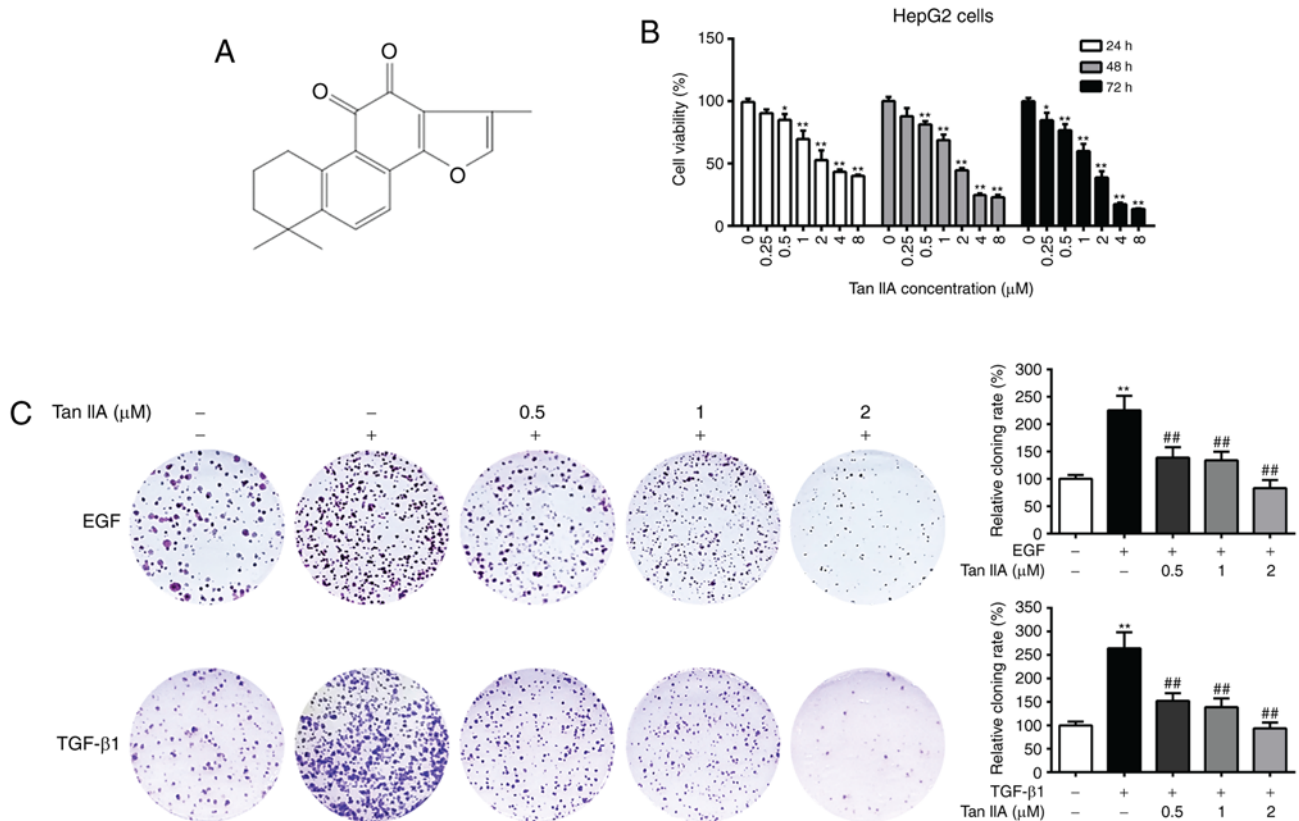 A
O
O
O
B
HepG2 cells
Cell viability (%)
150
100
50
0
24 h
48 h
72 h
* ** ** ** **
** ** ** ** **
* ** ** ** ** **
0 0.25 0.5 1 2 4 8 0 0.25 0.5 1 2 4 8 0 0.25 0.5 1 2 4 8
Tan IIA concentration (μM)
C
Tan IIA (μM) – – 0.5 1 2
– + + + +
EGF
TGF-β1
Relative cloning rate (%)
300
250
200
150
100
50
0
** ## ## ##
EGF – + + + +
Tan IIA (μM) – – 0.5 1 2
Relative cloning rate (%)
350
300
250
200
150
100
50
0
** ## ## ##
TGF-β1 – + + + +
Tan IIA (μM) – – 0.5 1 2